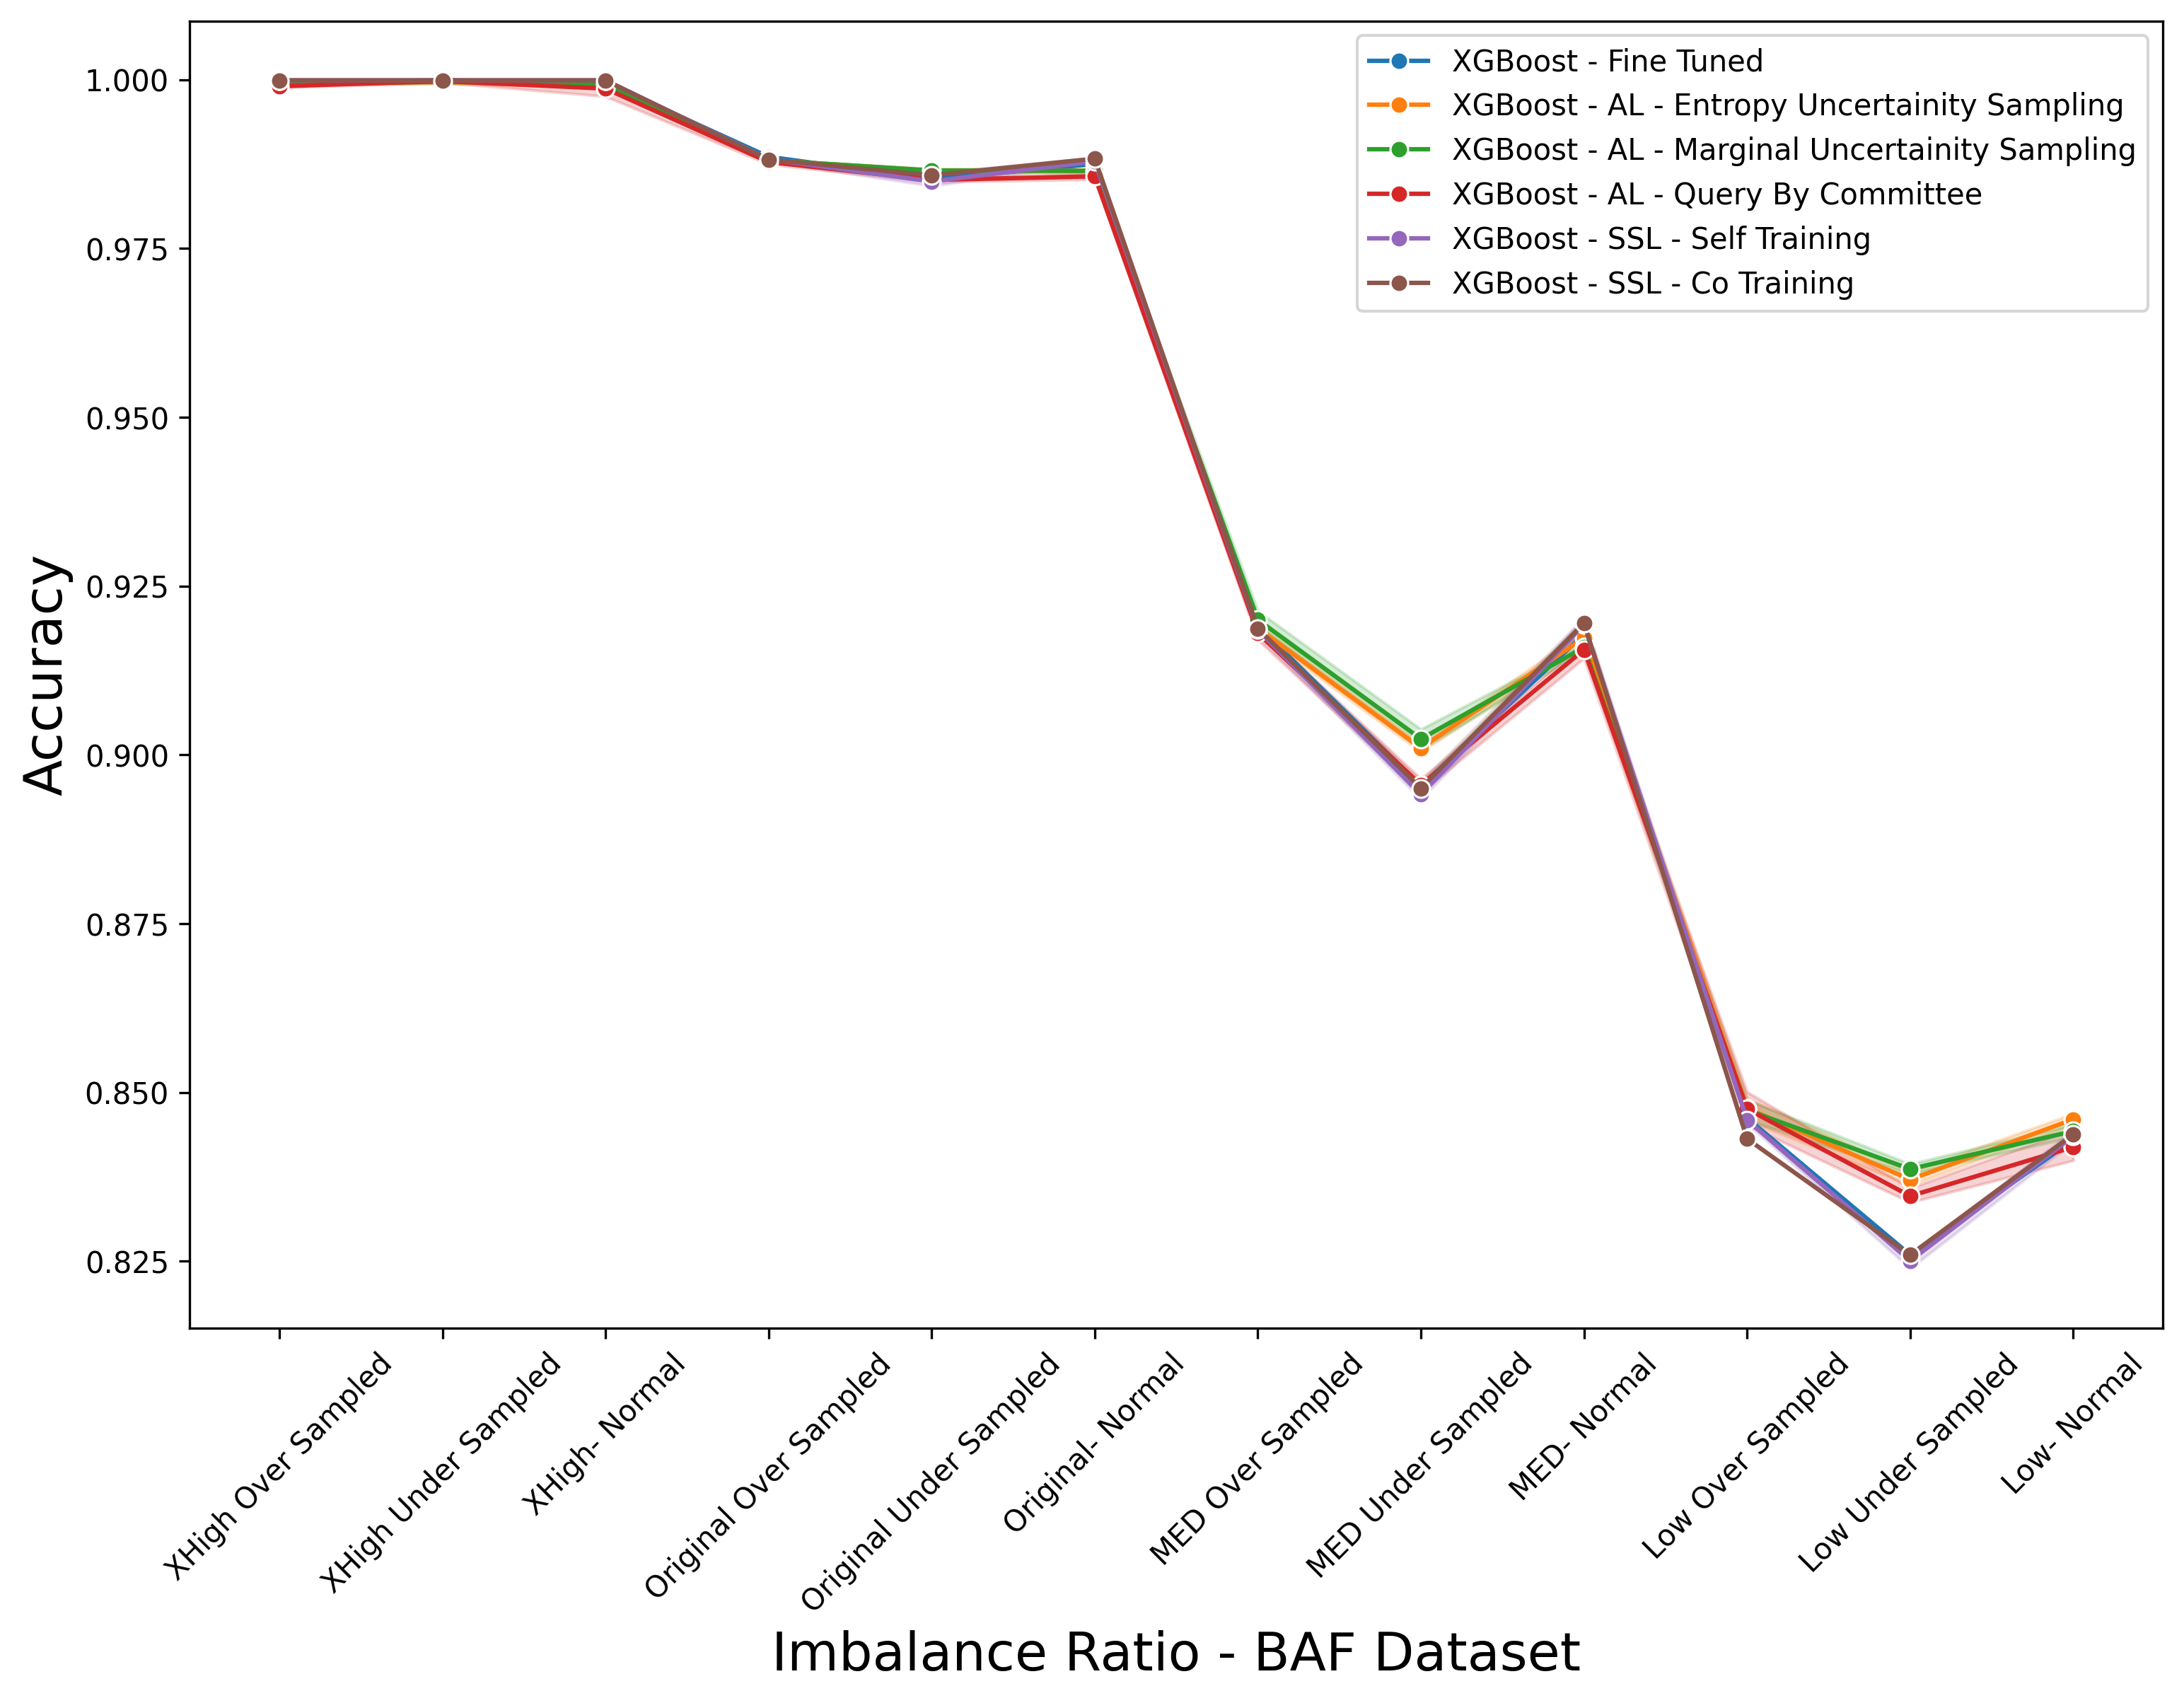 XGBoost - Fine Tuned
XGBoost - AL - Entropy Uncertainity Sampling
XGBoost - AL - Marginal Uncertainity Sampling
XGBoost - AL - Query By Committee
XGBoost - SSL - Self Training
XGBoost - SSL - Co Training
Accuracy
1.000
0.975
0.950
0.925
0.900
0.875
0.850
0.825
XHigh Over Sampled
XHigh Under Sampled
XHigh- Normal
Original Over Sampled
Original Under Sampled
Original- Normal
MED Over Sampled
MED Under Sampled
MED- Normal
Low Over Sampled
Low Under Sampled
Low- Normal
Imbalance Ratio - BAF Dataset